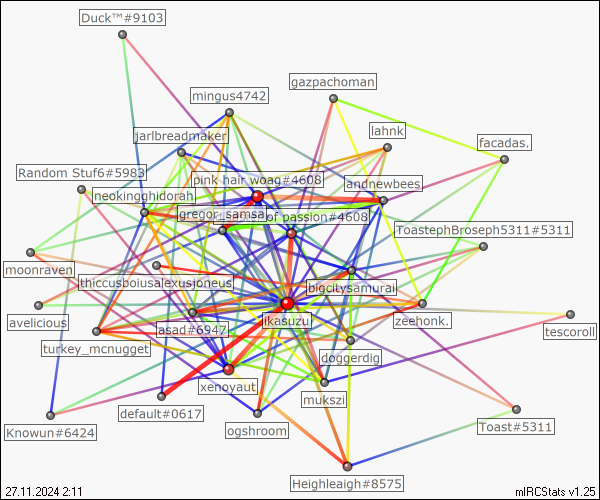 Duck™#9103
gazpachoman
mingus4742
lahnk
jarlbreadmaker
facadas.
Random Stuf6#5983
pink hair woag#4608
andnewbees
neokingghidorah
gregor_samsa
of passion#4608
ToastephBroseph5311#5311
moonraven
thiccusboiusalexusjoneus
bigcitysamurai
avelicious
ikasuzu
zeehonk.
asad#6947
tescoroll
turkey_mcnugget
doggerdig
xenoyaut
mukszi
default#0617
Toast#5311
Knowun#6424
ogshroom
Heighleaigh#8575
27.11.2024 2:11
mIRCStats v1.25